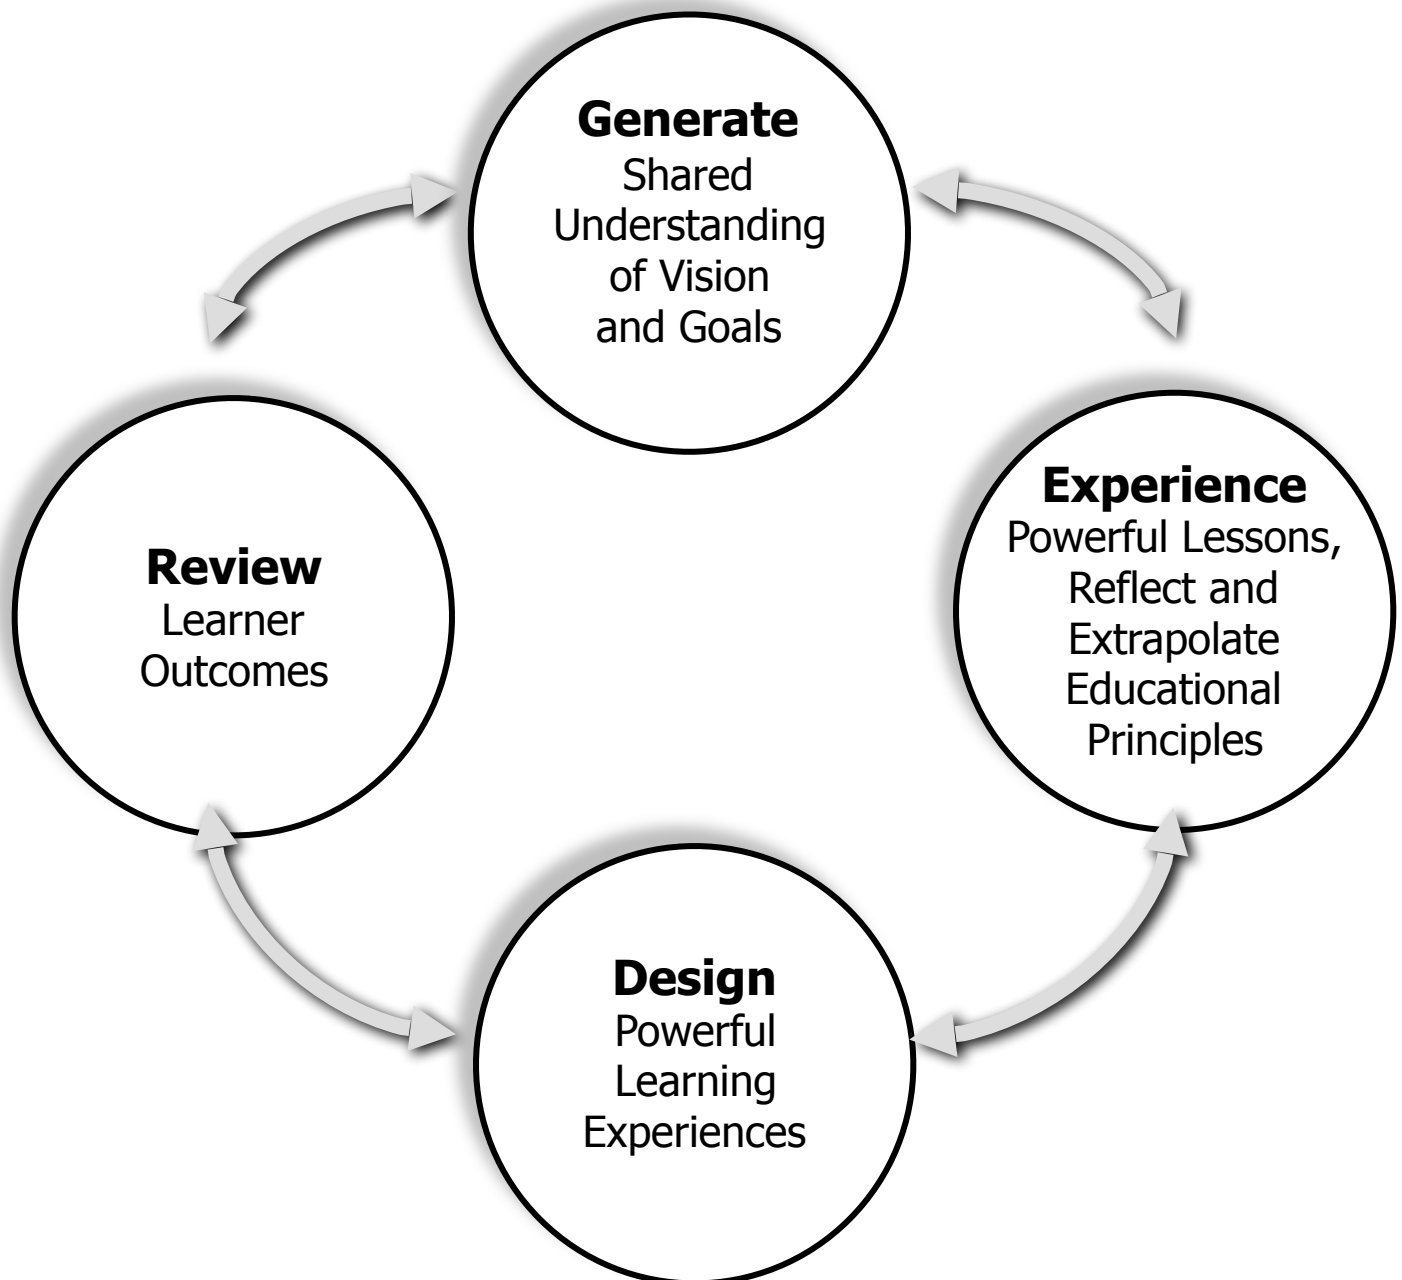 Generate
Shared
Understanding
of Vision
and Goals
Experience
Powerful Lessons,
Reflect and
Extrapolate
Educational
Principles
Review
Learner
Outcomes
Design
Powerful
Learning
Experiences